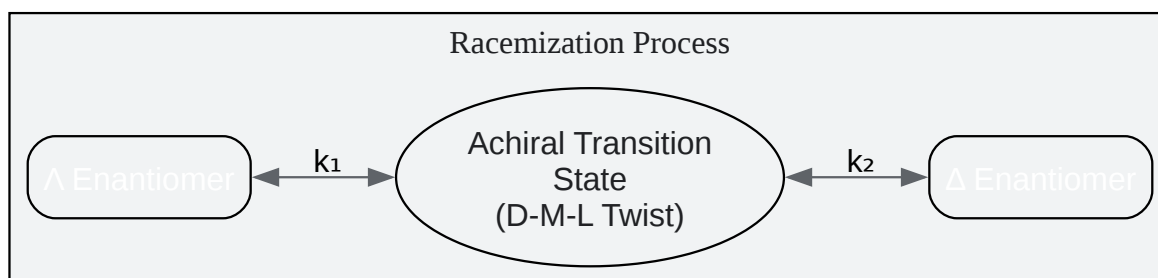 Racemization Process
Λ Enantiomer
k₁
Achiral Transition
State
(D-M-L Twist)
k₂
Δ Enantiomer